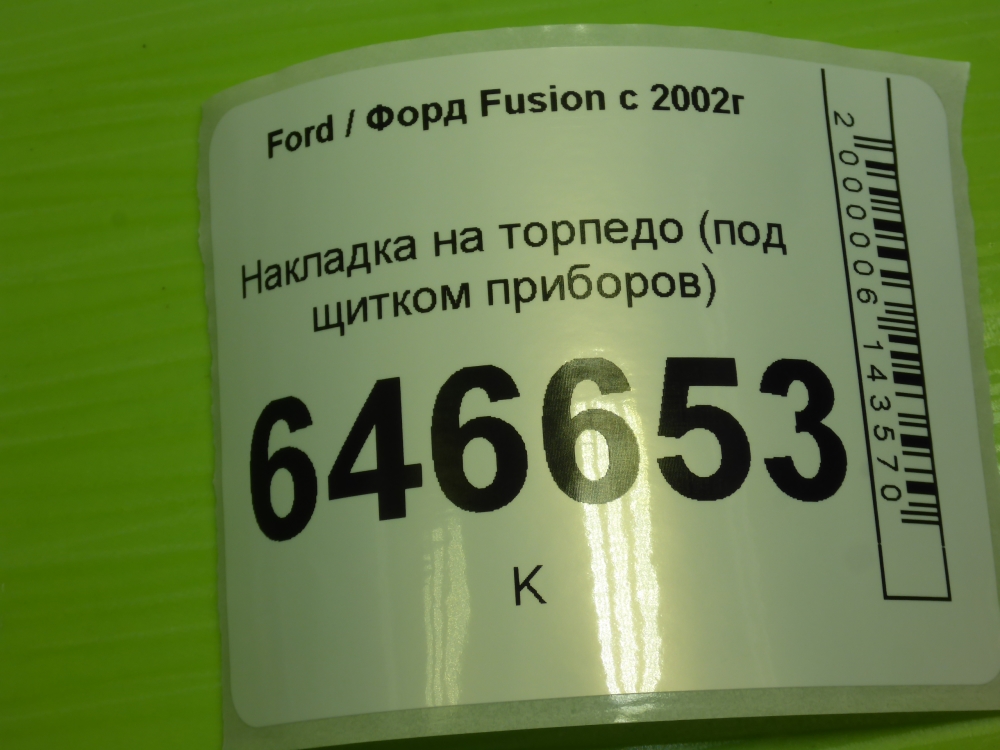 Ford / Форд Fusion с 2002г
Накладка на торпедо (под
щитком приборов)
646653
К
2000006143570